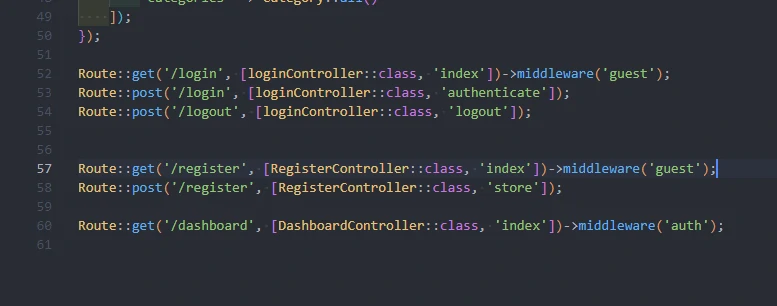 48 'categories' => Category::all()
49 ]);
50 });
51
52 Route::get('/login', [loginController::class, 'index'])->middleware('guest');
53 Route::post('/login', [loginController::class, 'authenticate']);
54 Route::post('/logout', [loginController::class, 'logout']);
55
56
57 Route::get('/register', [RegisterController::class, 'index'])->middleware('guest');
58 Route::post('/register', [RegisterController::class, 'store']);
59
60 Route::get('/dashboard', [DashboardController::class, 'index'])->middleware('auth');
61